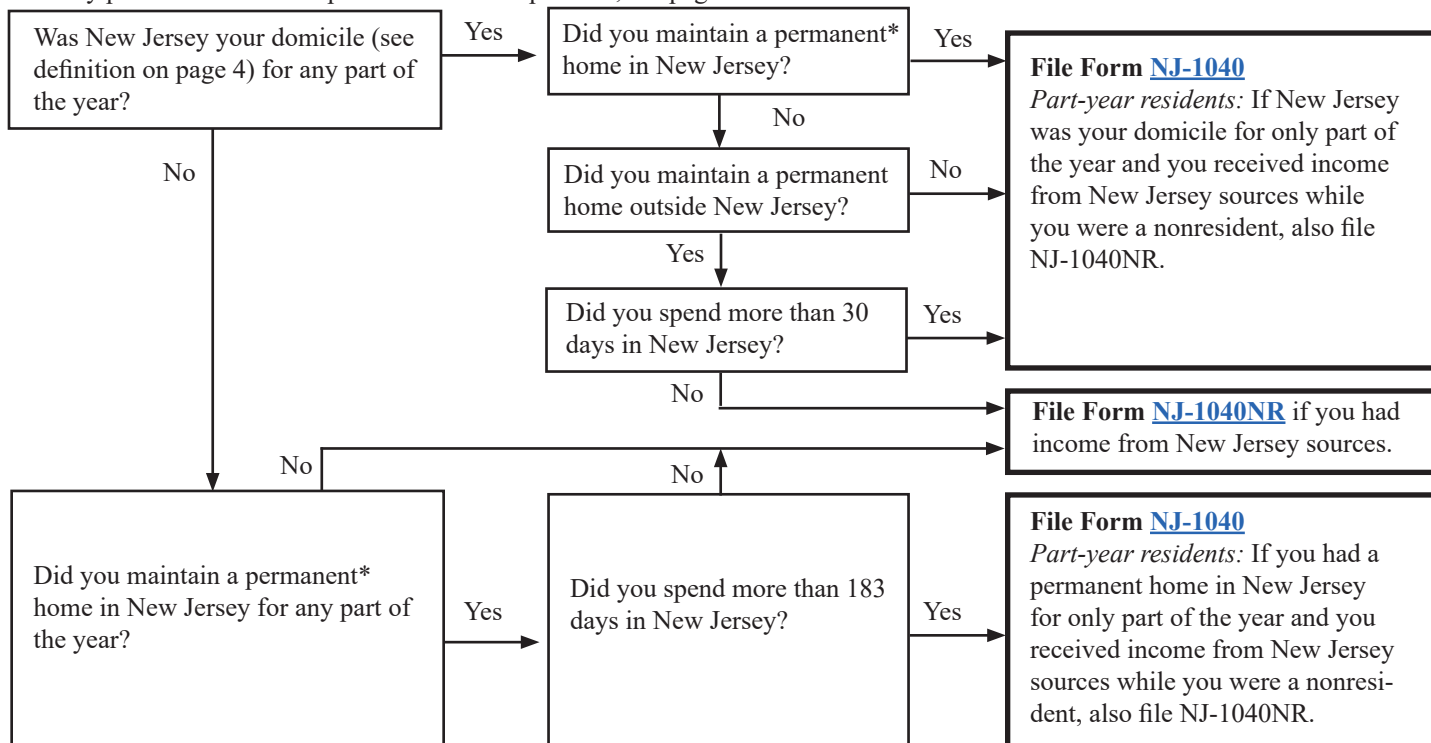 Was New Jersey your domicile (see
definition on page 4) for any part of
the year?
Yes
Did you maintain a permanent*
home in New Jersey?
Yes
File Form NJ-1040
Part-year residents: If New Jersey
was your domicile for only part of
the year and you received income
from New Jersey sources while
you were a nonresident, also file
NJ-1040NR.
No
No
Did you maintain a permanent
home outside New Jersey?
No
Yes
Did you spend more than 30
days in New Jersey?
Yes
No
File Form NJ-1040NR if you had
income from New Jersey sources.
No
No
Did you maintain a permanent*
home in New Jersey for any part of
the year?
Yes
Did you spend more than 183
days in New Jersey?
Yes
File Form NJ-1040
Part-year residents: If you had a
permanent home in New Jersey
for only part of the year and you
received income from New Jersey
sources while you were a nonresi-
dent, also file NJ-1040NR.